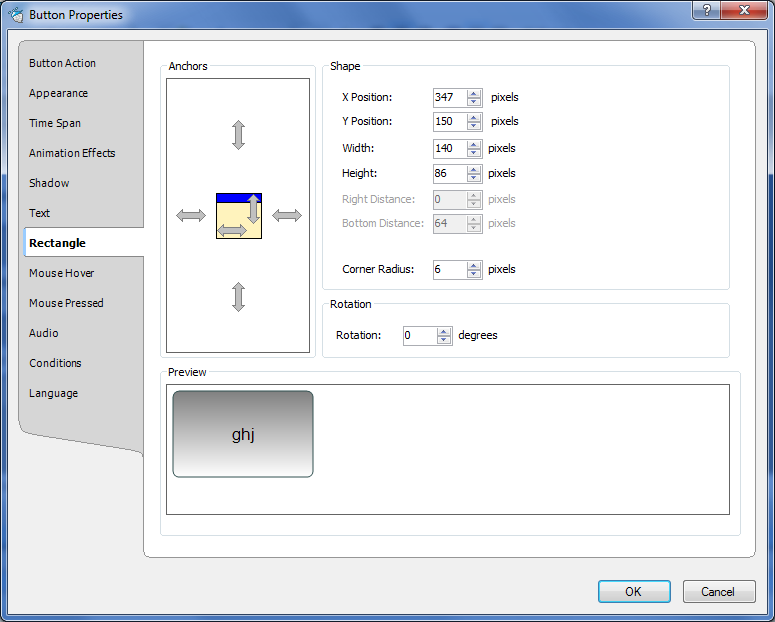 Button Properties
?
Button Action
Appearance
Time Span
Animation Effects
Shadow
Text
Rectangle
Mouse Hover
Mouse Pressed
Audio
Conditions
Language
Anchors
Shape
X Position: 347 pixels
Y Position: 150 pixels
Width: 140 pixels
Height: 86 pixels
Right Distance: 0 pixels
Bottom Distance: 64 pixels
Corner Radius: 6 pixels
Rotation
Rotation: 0 degrees
Preview
ghj
OK Cancel